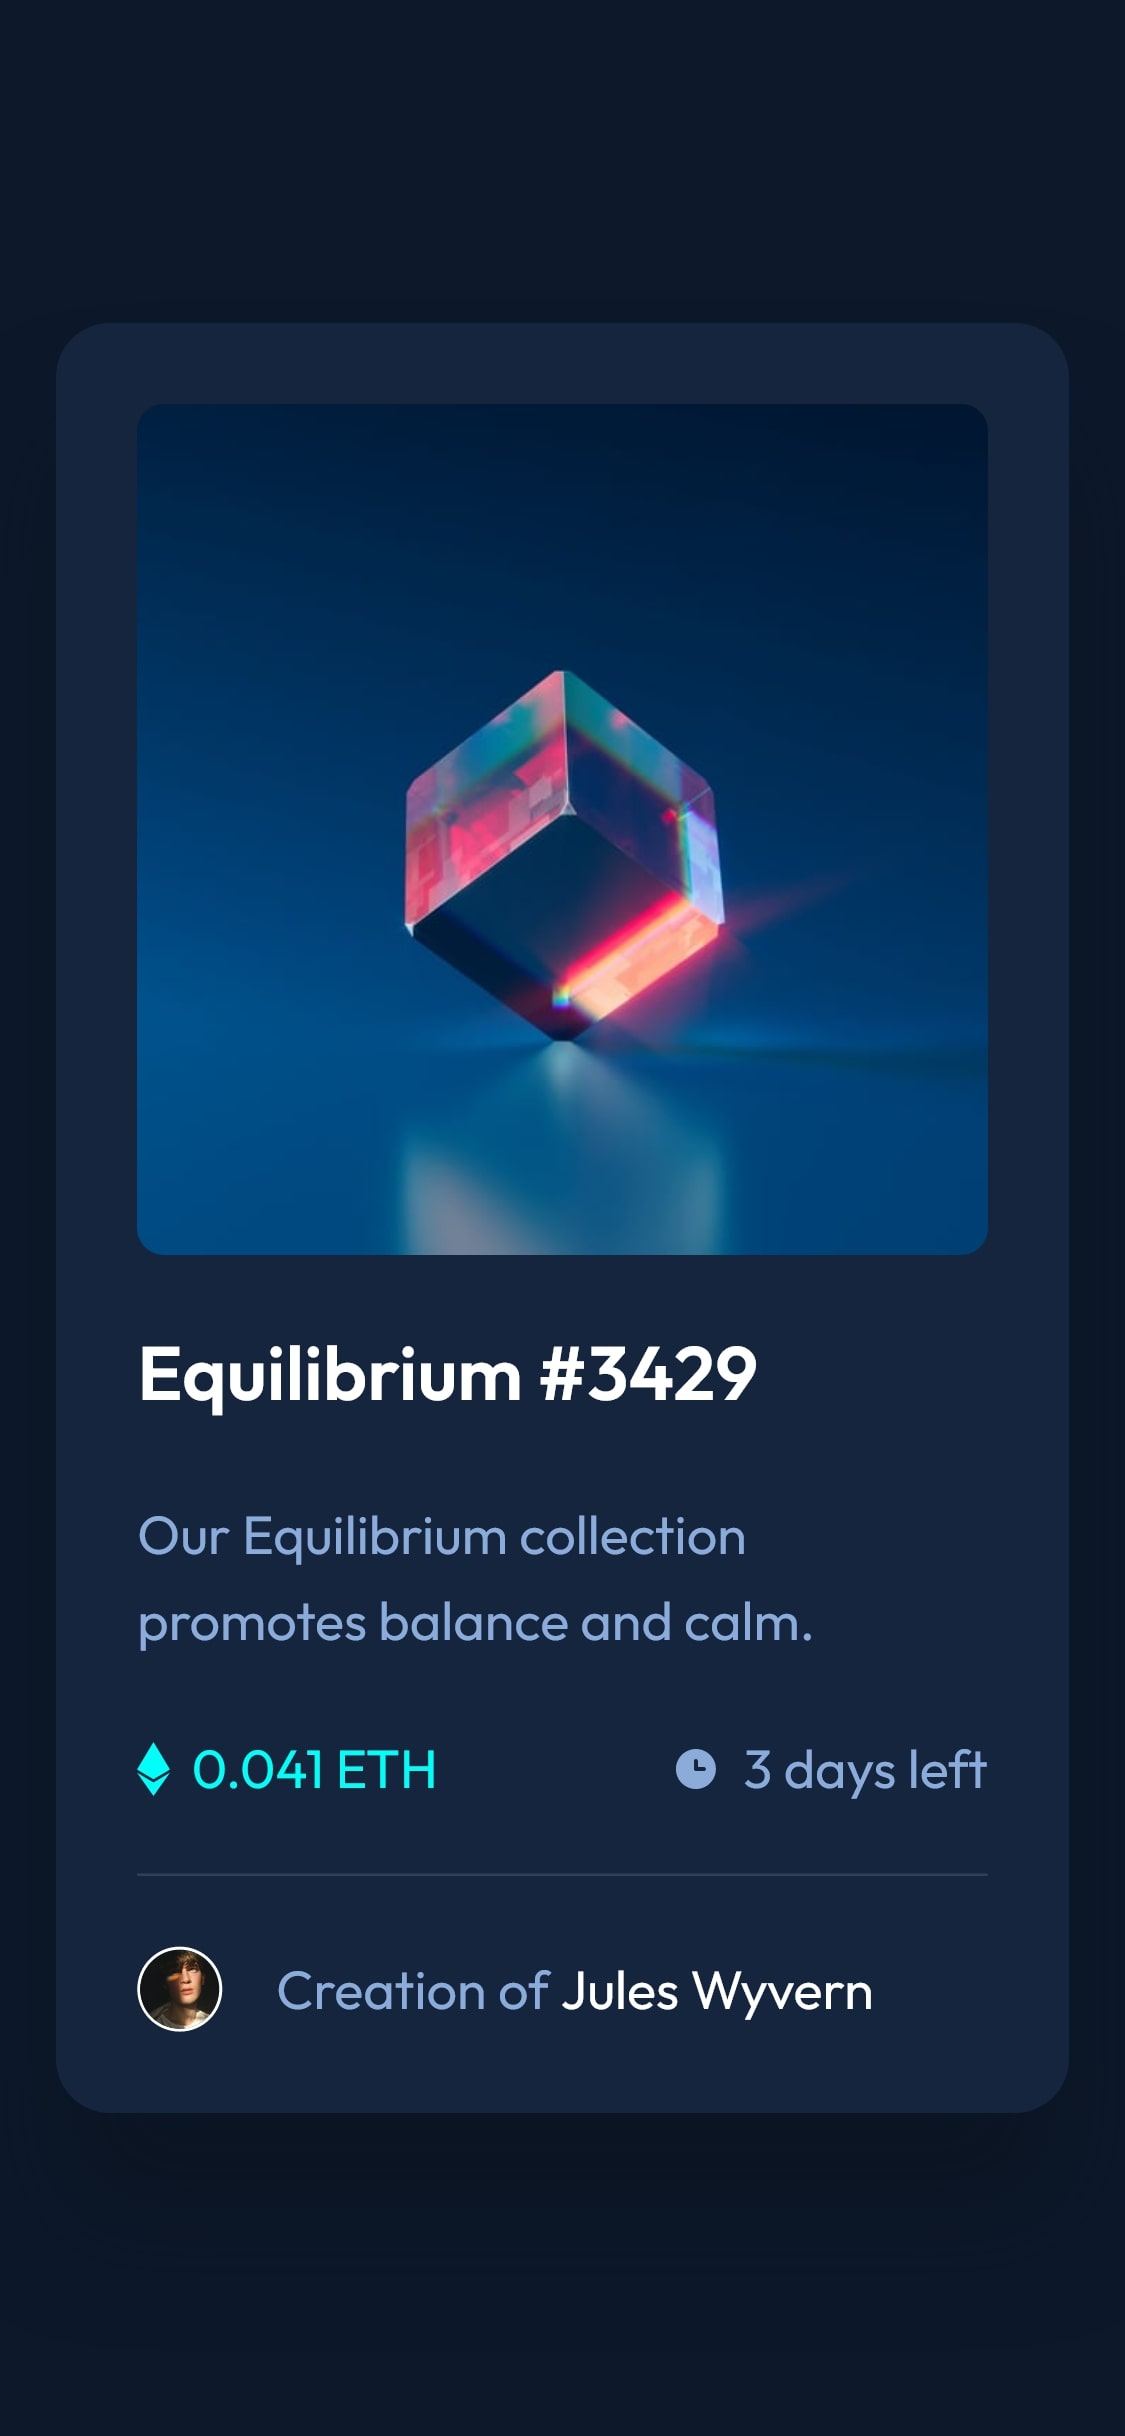 Equilibrium #3429
Our Equilibrium collection
promotes balance and calm.
0.041 ETH
3 days left
Creation of Jules Wyvern